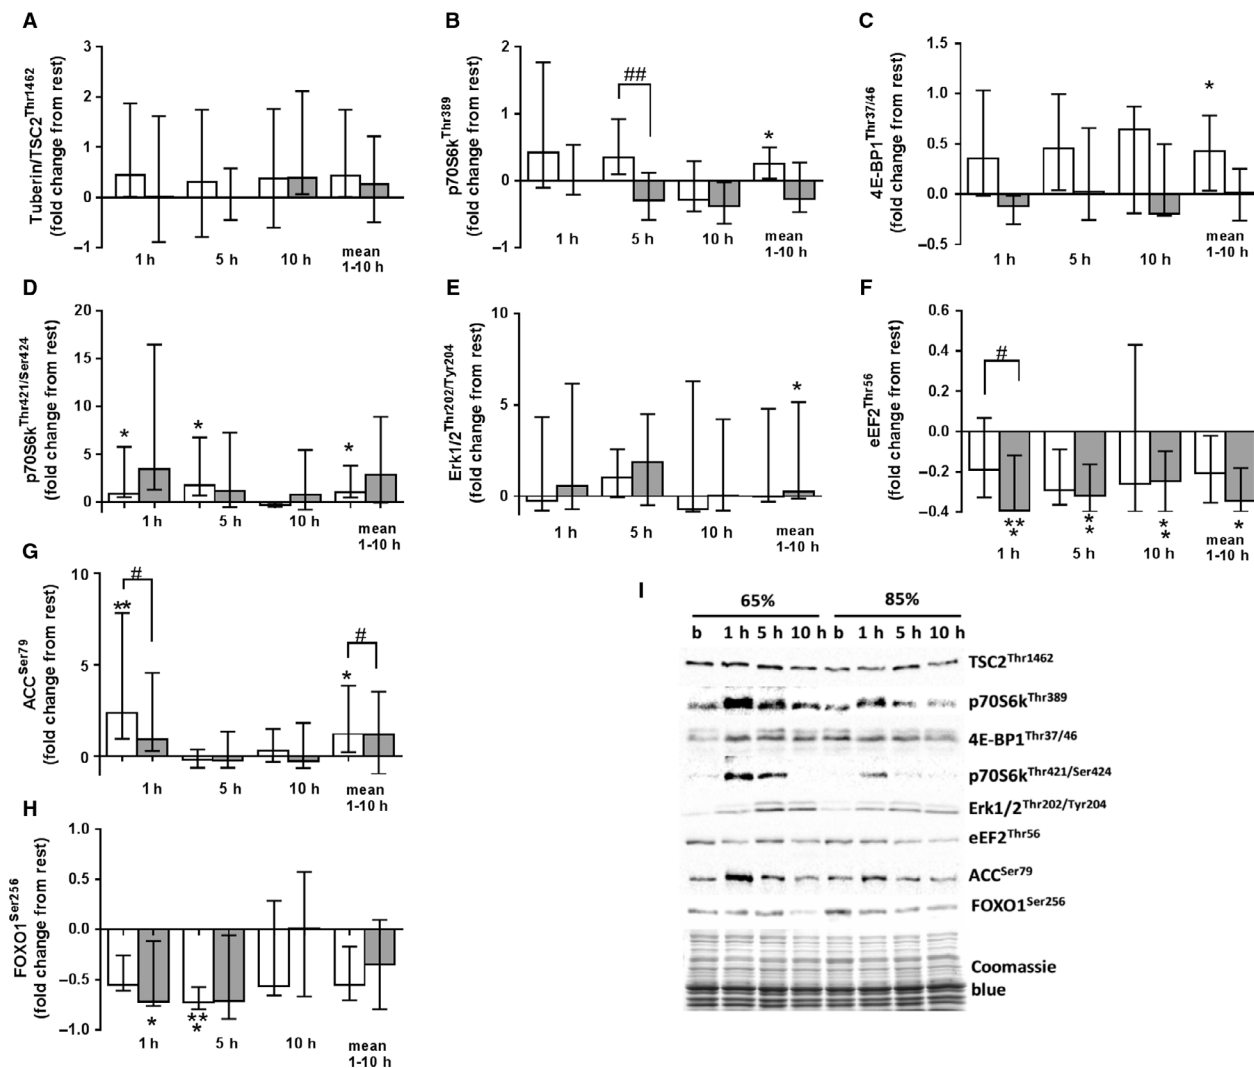 A
Tuberin/TSC2Thr1462
(fold change from rest)
3
2
1
0
–1
1 h
5 h
10 h
mean
1-10 h
B
p70S6kThr389
(fold change from rest)
2
1
0
–1
##
*
1 h
5 h
10 h
mean
1-10 h
C
4E-BP1Thr37/46
(fold change from rest)
1.5
1.0
0.5
0.0
–0.5
*
1 h
5 h
10 h
mean
1-10 h
D
p70S6kThr421/Ser424
(fold change from rest)
20
15
10
5
0
*
*
*
1 h
5 h
10 h
mean
1-10 h
E
Erk1/2Thr202/Tyr204
(fold change from rest)
10
5
0
*
1 h
5 h
10 h
mean
1-10 h
F
eEF2Thr56
(fold change from rest)
0.6
0.4
0.2
0.0
–0.2
–0.4
#
**
*
*
*
*
*
*
1 h
5 h
10 h
mean
1-10 h
G
ACCSer79
(fold change from rest)
10
5
0
#
**
#
*
1 h
5 h
10 h
mean
1-10 h
H
FOXO1Ser256
(fold change from rest)
1.0
0.5
0.0
–0.5
–1.0
*
**
*
1 h
5 h
10 h
mean
1-10 h
I
65% 85%
b 1 h 5 h 10 h b 1 h 5 h 10 h
TSC2Thr1462
p70S6kThr389
4E-BP1Thr37/46
p70S6kThr421/Ser424
Erk1/2Thr202/Tyr204
eEF2Thr56
ACCSer79
FOXO1Ser256
Coomassie
blue